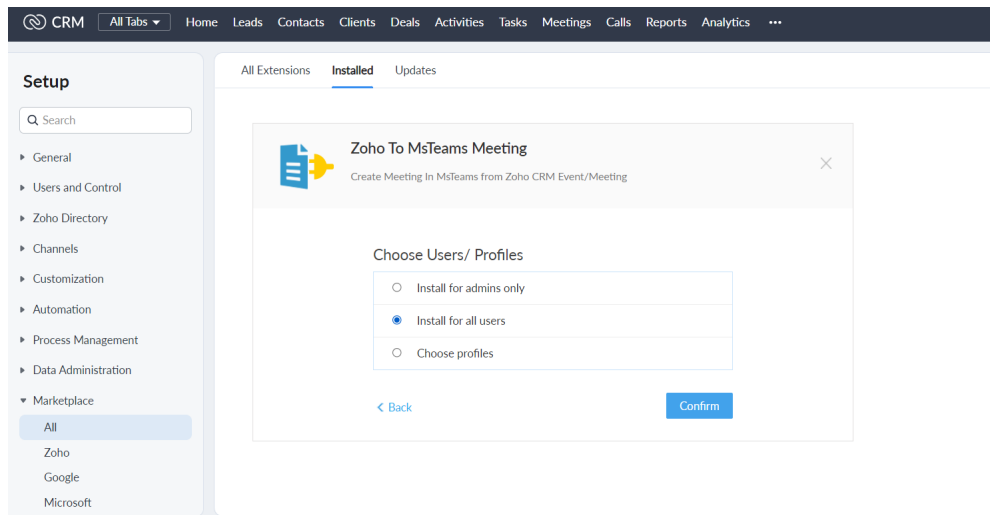 CRM All Tabs Home Leads Contacts Clients Deals Activities Tasks Meetings Calls Reports Analytics •••
Setup
Search
General
Users and Control
Zoho Directory
Channels
Customization
Automation
Process Management
Data Administration
Marketplace
All
Zoho
Google
Microsoft
All Extensions Installed Updates
Zoho To MsTeams Meeting
Create Meeting In MsTeams from Zoho CRM Event/Meeting
Choose Users/ Profiles
Install for admins only
Install for all users
Choose profiles
Back Confirm